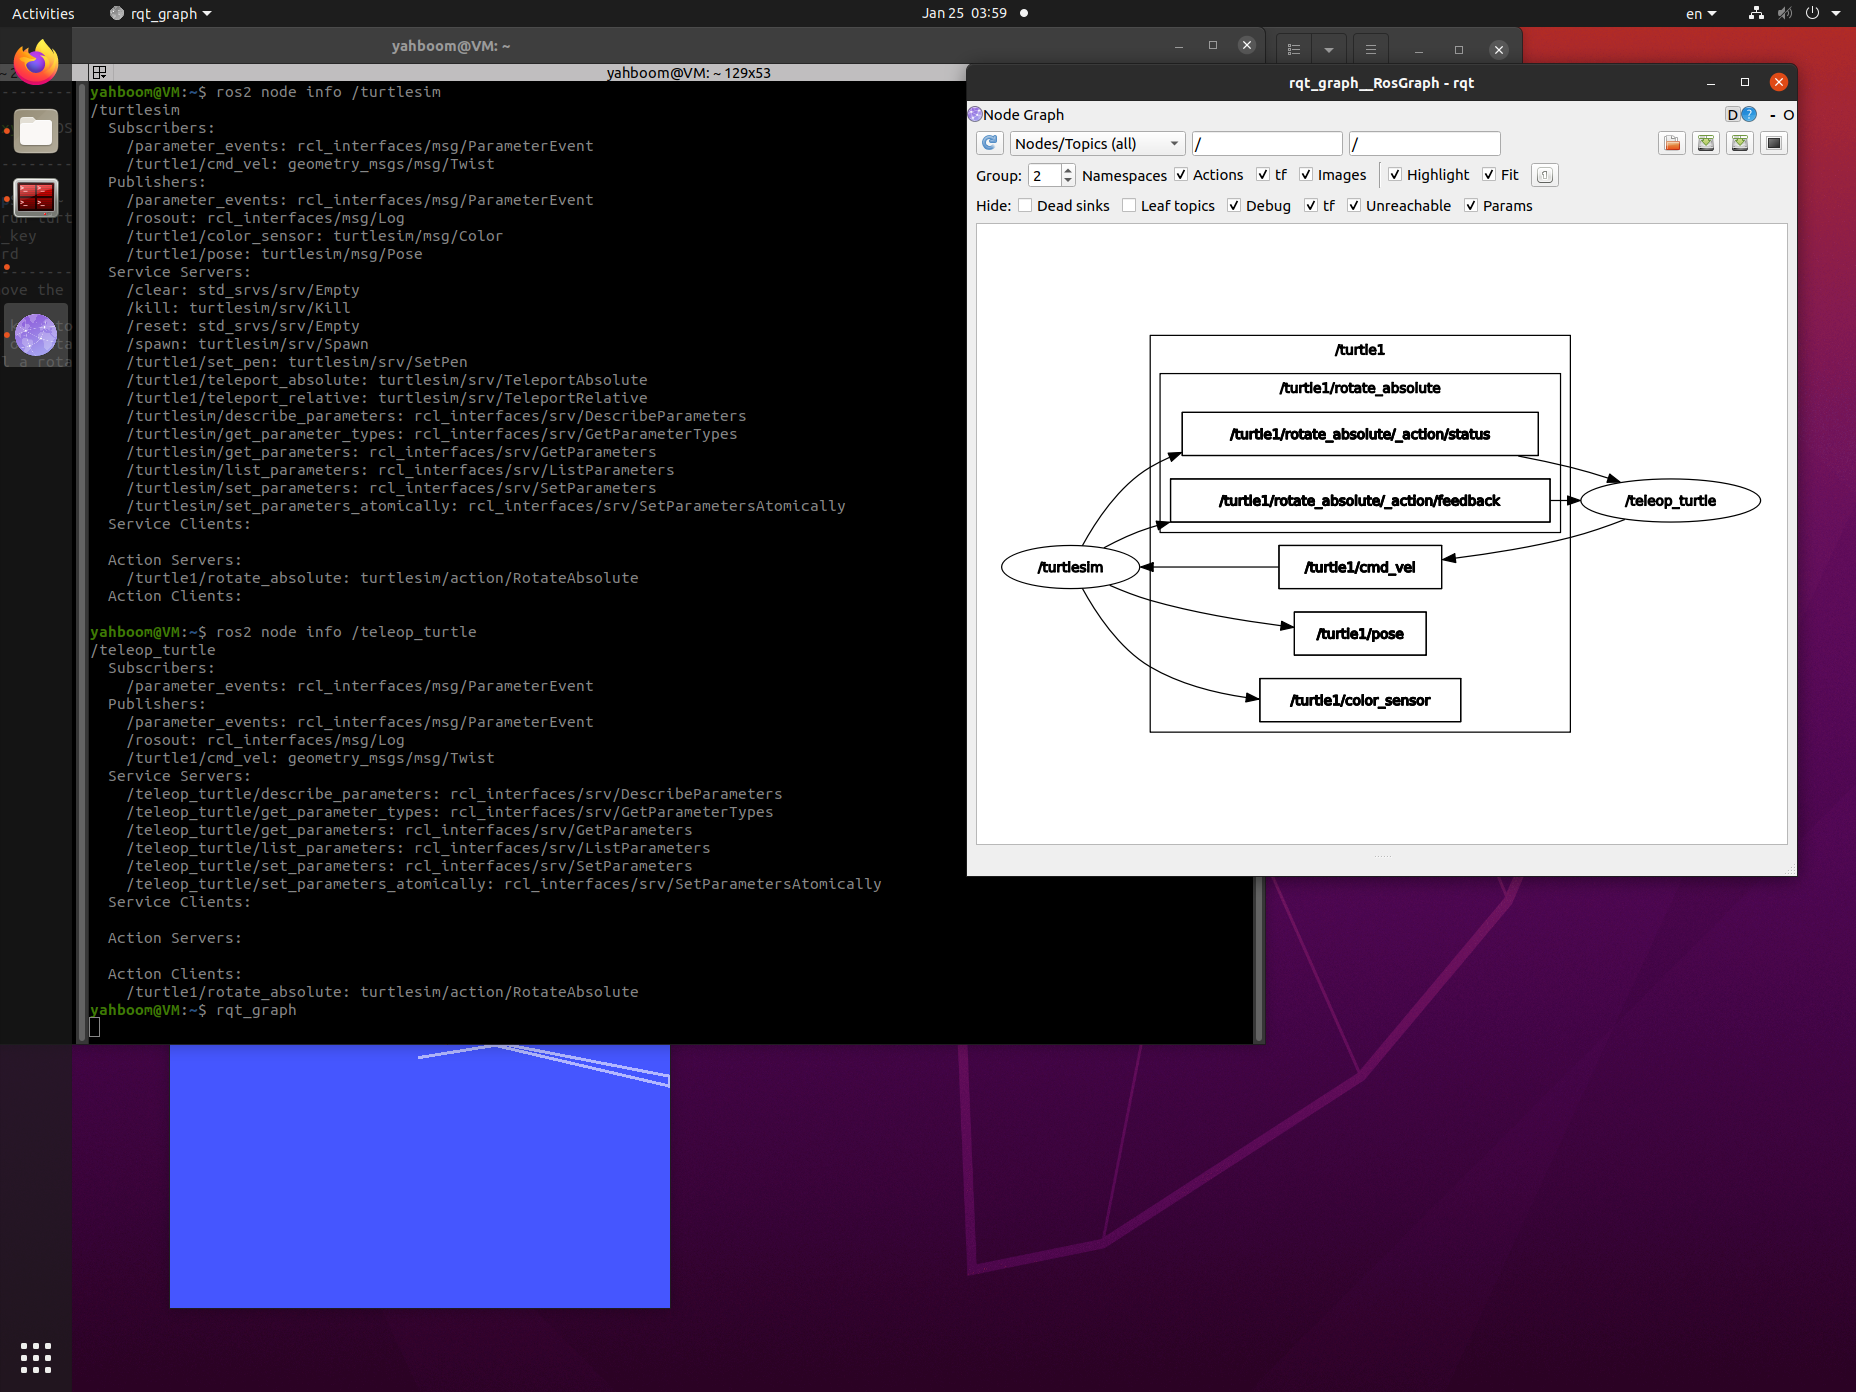 Activities
rqt_graph
Jan 25 03:59
en
yahboom@VM: ~
yahboom@VM: ~ 129x53
yahboom@VM:~$ ros2 node info /turtlesim
/turtlesim
Subscribers:
/parameter_events: rcl_interfaces/msg/ParameterEvent
/turtle1/cmd_vel: geometry_msgs/msg/Twist
Publishers:
/parameter_events: rcl_interfaces/msg/ParameterEvent
/rosout: rcl_interfaces/msg/Log
/turtle1/color_sensor: turtlesim/msg/Color
/turtle1/pose: turtlesim/msg/Pose
Service Servers:
/clear: std_srvs/srv/Empty
/kill: turtlesim/srv/Kill
/reset: std_srvs/srv/Empty
/spawn: turtlesim/srv/Spawn
/turtle1/set_pen: turtlesim/srv/SetPen
/turtle1/teleport_absolute: turtlesim/srv/TeleportAbsolute
/turtle1/teleport_relative: turtlesim/srv/TeleportRelative
/turtlesim/describe_parameters: rcl_interfaces/srv/DescribeParameters
/turtlesim/get_parameter_types: rcl_interfaces/srv/GetParameterTypes
/turtlesim/get_parameters: rcl_interfaces/srv/GetParameters
/turtlesim/list_parameters: rcl_interfaces/srv/ListParameters
/turtlesim/set_parameters: rcl_interfaces/srv/SetParameters
/turtlesim/set_parameters_atomically: rcl_interfaces/srv/SetParametersAtomically
Service Clients:
Action Servers:
/turtle1/rotate_absolute: turtlesim/action/RotateAbsolute
Action Clients:
yahboom@VM:~$ ros2 node info /teleop_turtle
/teleop_turtle
Subscribers:
/parameter_events: rcl_interfaces/msg/ParameterEvent
Publishers:
/parameter_events: rcl_interfaces/msg/ParameterEvent
/rosout: rcl_interfaces/msg/Log
/turtle1/cmd_vel: geometry_msgs/msg/Twist
Service Servers:
/teleop_turtle/describe_parameters: rcl_interfaces/srv/DescribeParameters
/teleop_turtle/get_parameter_types: rcl_interfaces/srv/GetParameterTypes
/teleop_turtle/get_parameters: rcl_interfaces/srv/GetParameters
/teleop_turtle/list_parameters: rcl_interfaces/srv/ListParameters
/teleop_turtle/set_parameters: rcl_interfaces/srv/SetParameters
/teleop_turtle/set_parameters_atomically: rcl_interfaces/srv/SetParametersAtomically
Service Clients:
Action Servers:
Action Clients:
/turtle1/rotate_absolute: turtlesim/action/RotateAbsolute
yahboom@VM:~$ rqt_graph
rqt_graph__RosGraph - rqt
Node Graph
D ? - O
Nodes/Topics (all) / /
Group: 2 Namespaces Actions tf Images Highlight Fit
Hide: Dead sinks Leaf topics Debug tf Unreachable Params
/turtle1
/turtle1/rotate_absolute
/turtle1/rotate_absolute/_action/status
/turtle1/rotate_absolute/_action/feedback
/teleop_turtle
/turtlesim
/turtle1/cmd_vel
/turtle1/pose
/turtle1/color_sensor
run turt
_key
rd
ove the